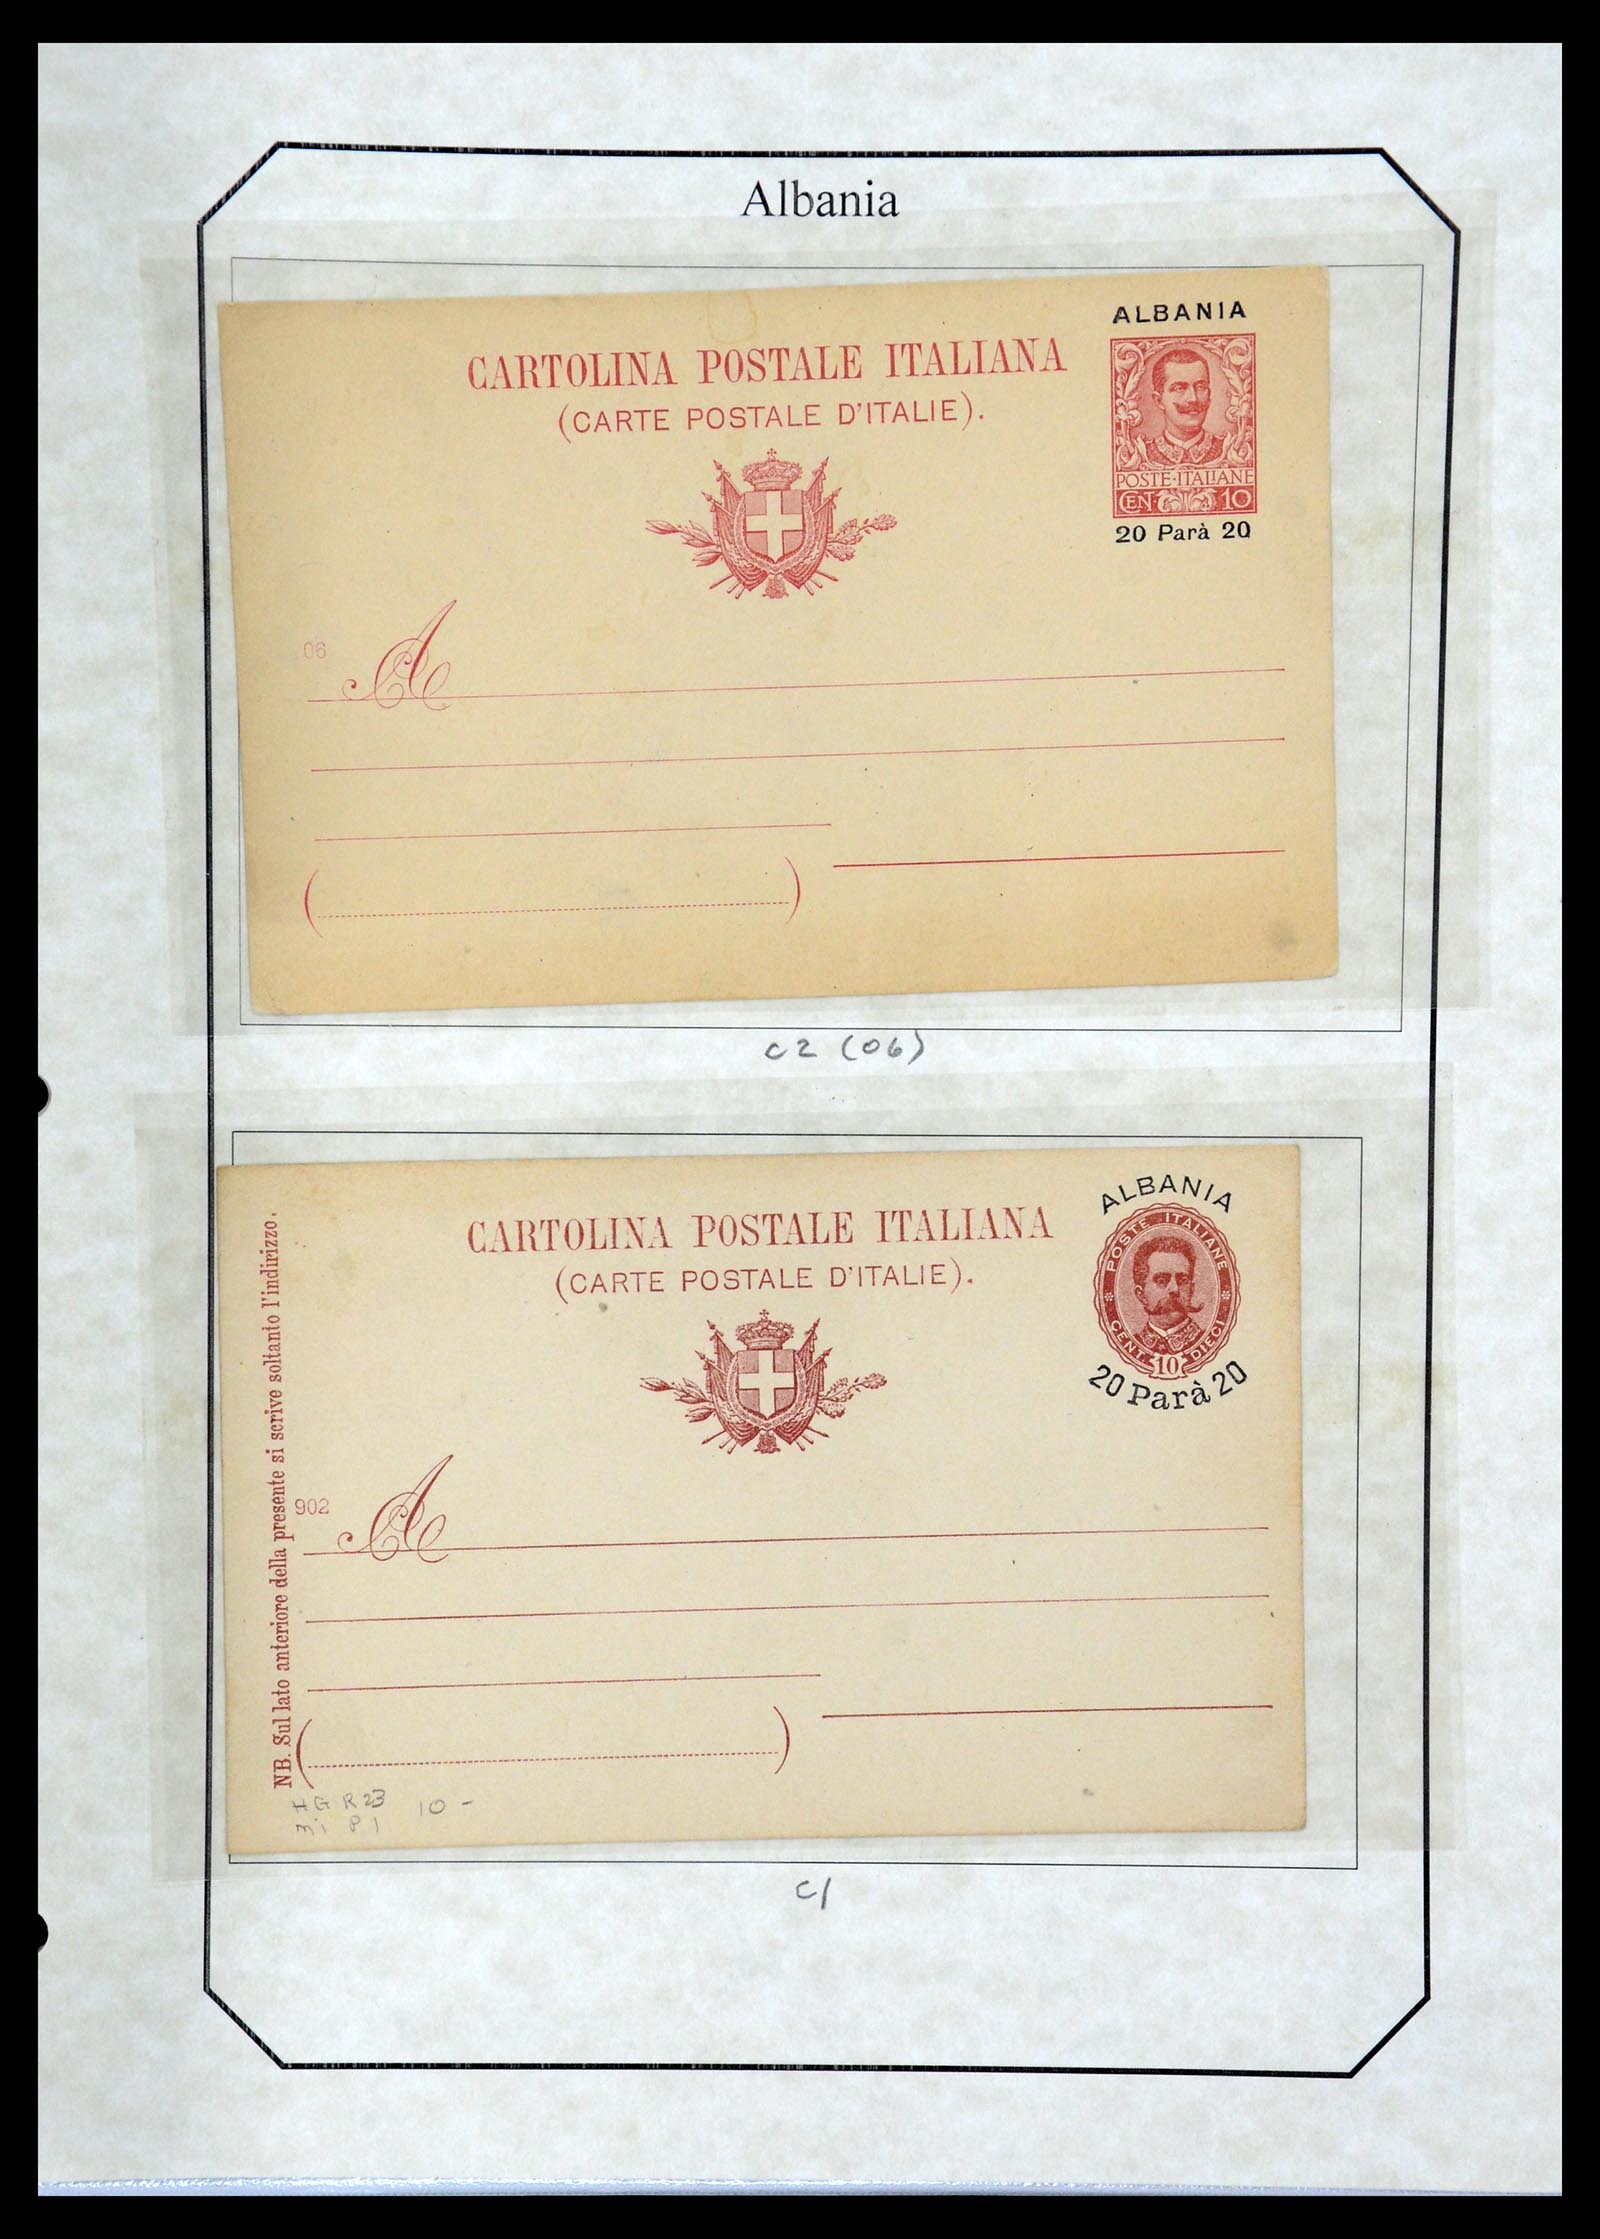 Albania
ALBANIA
CARTOLINA POSTALE ITALIANA
(CARTE POSTALE D'ITALIE).
POSTE·ITALIANE
CEN 10
20 Parà 20
06
A
C2 (06)
ALBANIA
CARTOLINA POSTALE ITALIANA
(CARTE POSTALE D'ITALIE).
POSTE ITALIANE
CENT. 10 DIECI
20 Parà 20
NB. Sul lato anteriore della presente si scrive soltanto l'indirizzo.
902
A
HG R23 10 -
Mi P1
C1